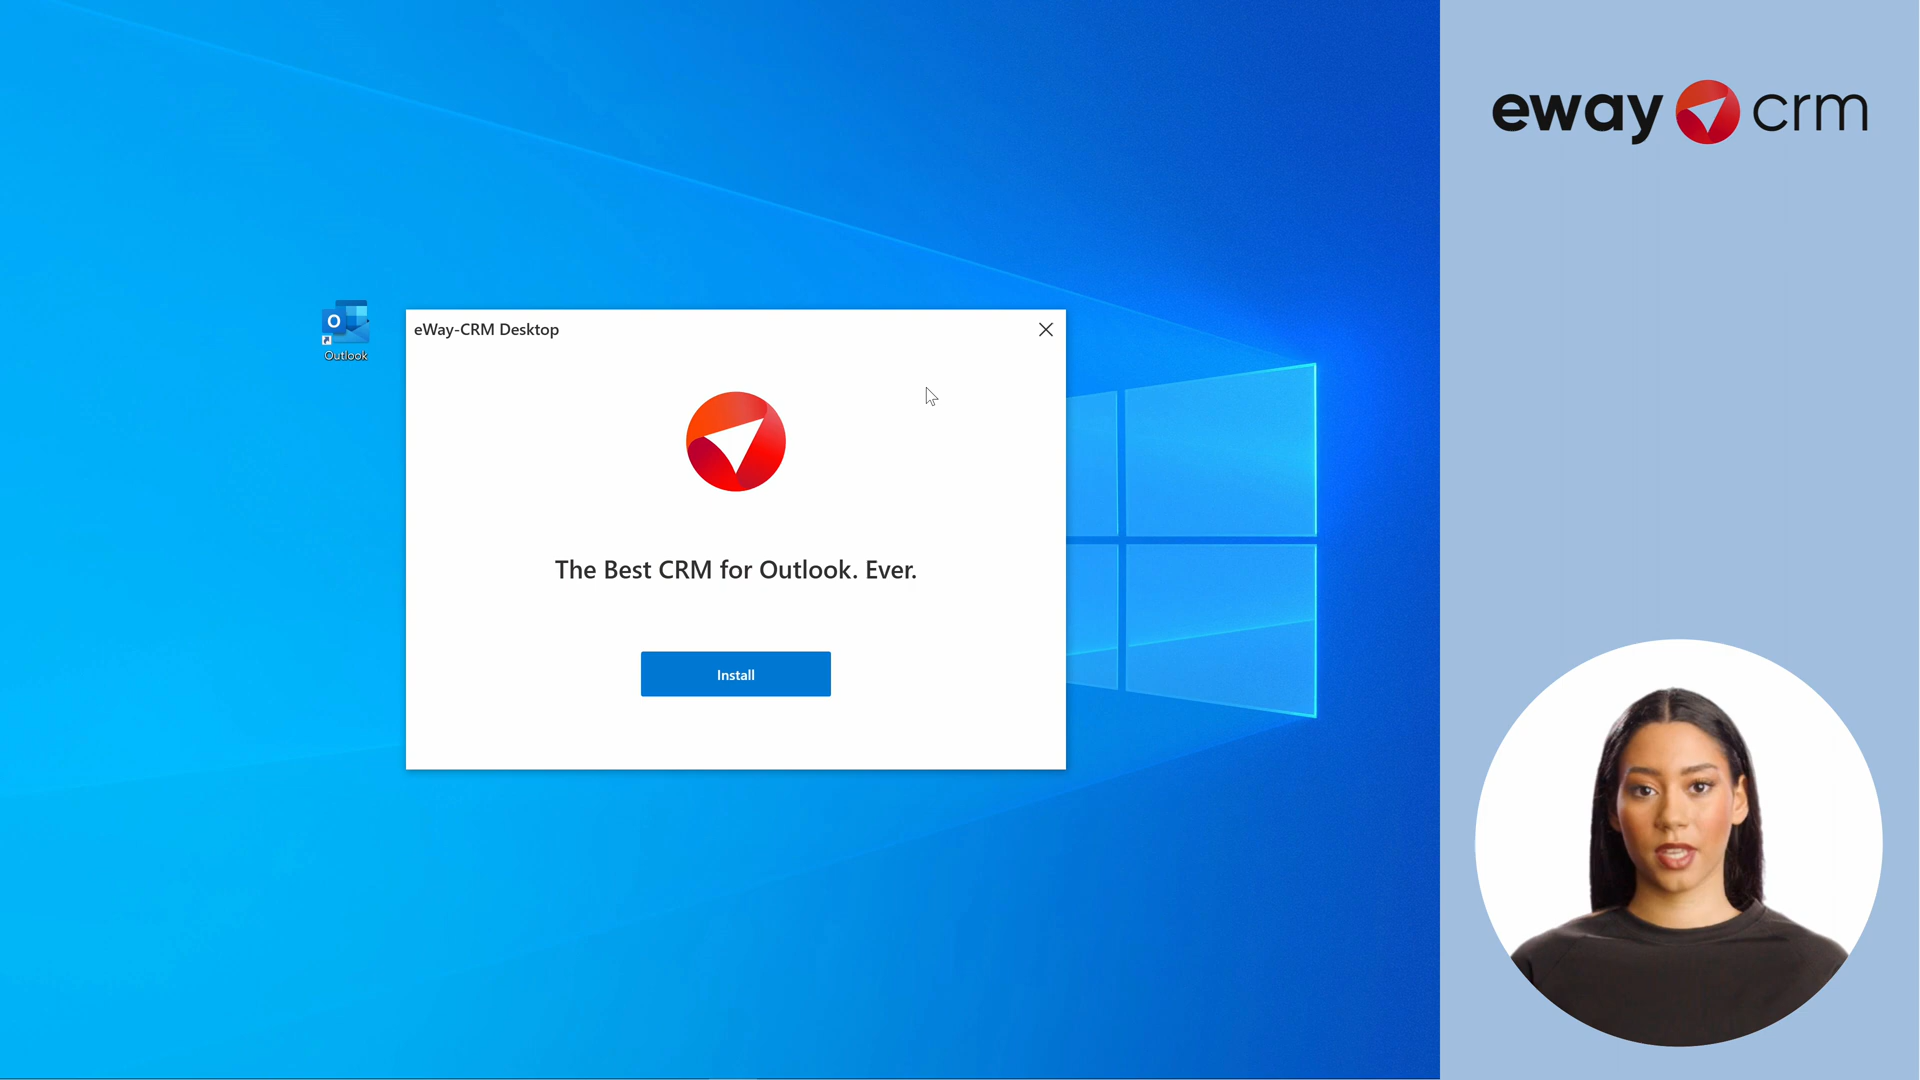 eway crm
Outlook
eWay-CRM Desktop
The Best CRM for Outlook. Ever.
Install